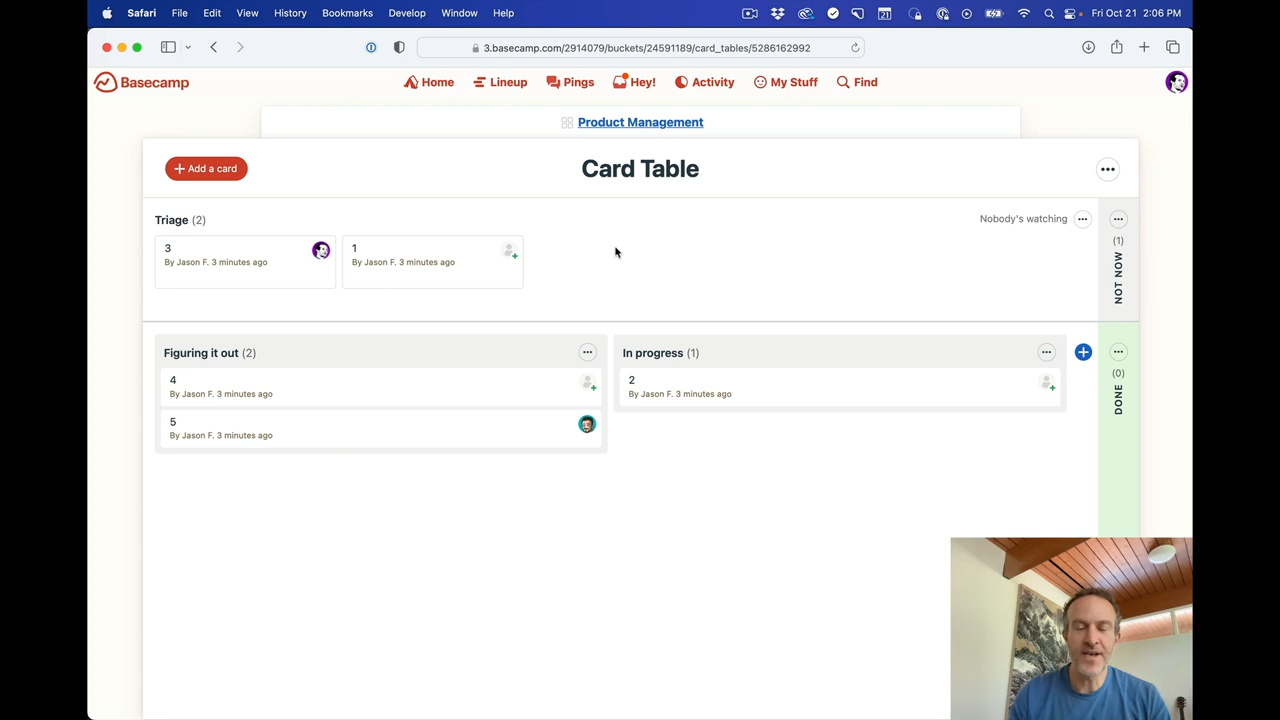 Safari File Edit View History Bookmarks Develop Window Help 21 Fri Oct 21 2:06 PM
3.basecamp.com/2914079/buckets/24591189/card_tables/5286162992
Basecamp Home Lineup Pings Hey! Activity My Stuff Find
Product Management
+ Add a card
Card Table
Triage (2)
Nobody's watching
3
By Jason F. 3 minutes ago
1
By Jason F. 3 minutes ago
(1)
NOT NOW
Figuring it out (2)
4
By Jason F. 3 minutes ago
5
By Jason F. 3 minutes ago
In progress (1)
2
By Jason F. 3 minutes ago
(0)
DONE